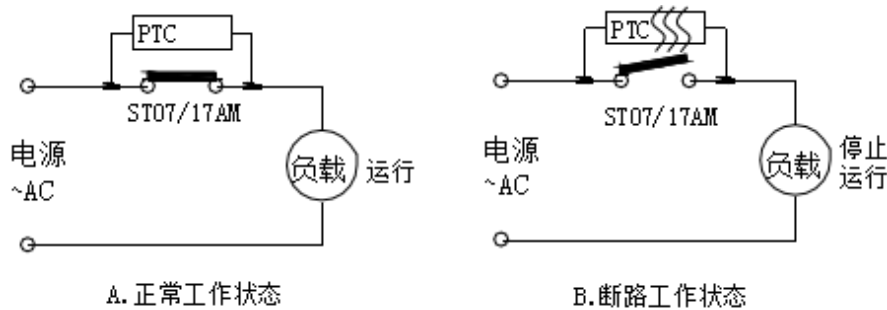 PTC
ST07/17AM
电源
~AC
负载
运行
A.正常工作状态
PTC
ST07/17AM
电源
~AC
负载
停止
运行
B.断路工作状态